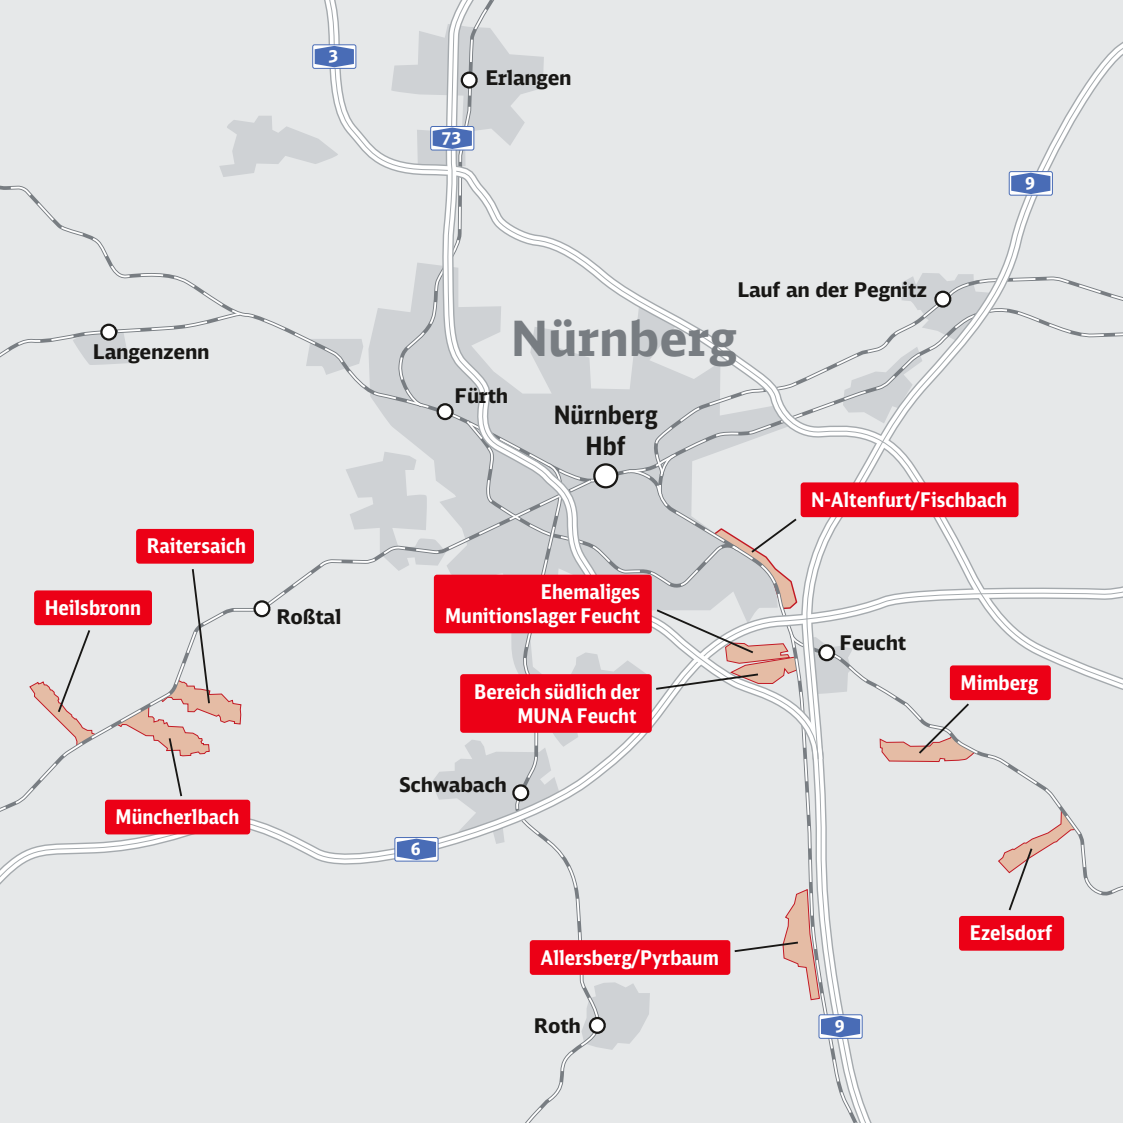 3
Erlangen
73
9
Lauf an der Pegnitz
Nürnberg
Langenzenn
Fürth
Nürnberg
Hbf
N-Altenfurt/Fischbach
Raitersaich
Ehemaliges
Munitionslager Feucht
Heilsbronn
Roßtal
Feucht
Bereich südlich der
MUNA Feucht
Mimberg
Schwabach
Müncherlbach
6
Ezelsdorf
Allersberg/Pyrbaum
Roth
9